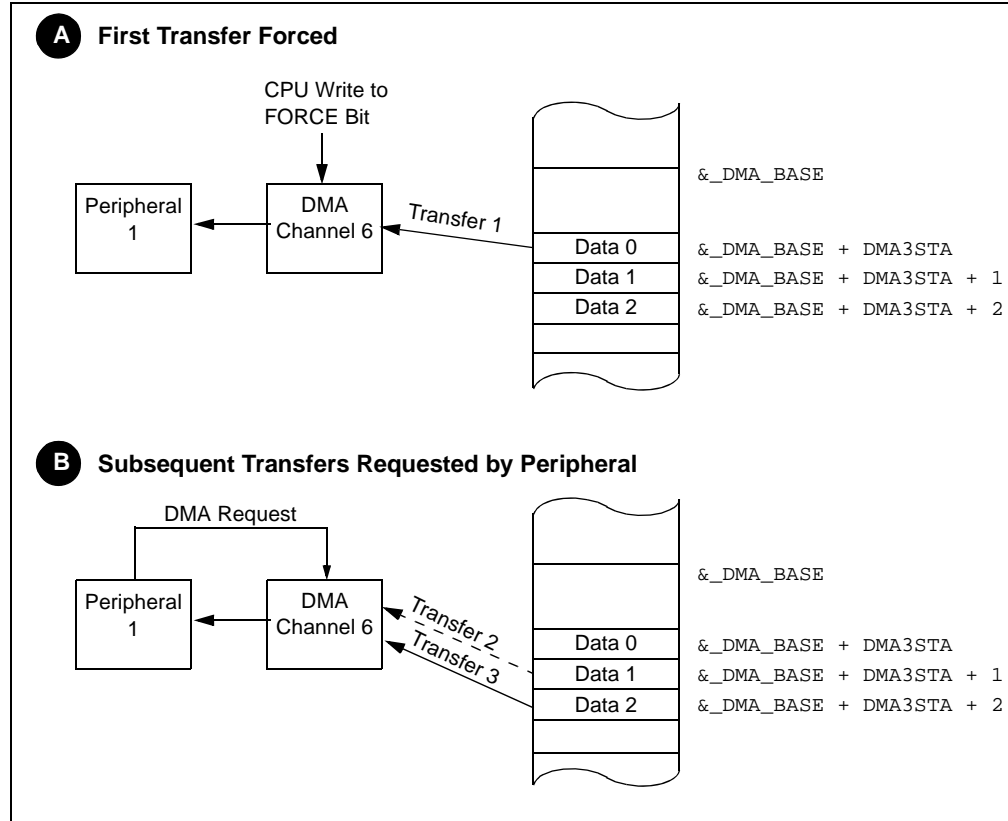 A First Transfer Forced
CPU Write to
FORCE Bit
Peripheral
1
DMA
Channel 6
Transfer 1
&_DMA_BASE
Data 0 &_DMA_BASE + DMA3STA
Data 1 &_DMA_BASE + DMA3STA + 1
Data 2 &_DMA_BASE + DMA3STA + 2
B Subsequent Transfers Requested by Peripheral
DMA Request
Peripheral
1
DMA
Channel 6
Transfer 2
Transfer 3
&_DMA_BASE
Data 0 &_DMA_BASE + DMA3STA
Data 1 &_DMA_BASE + DMA3STA + 1
Data 2 &_DMA_BASE + DMA3STA + 2